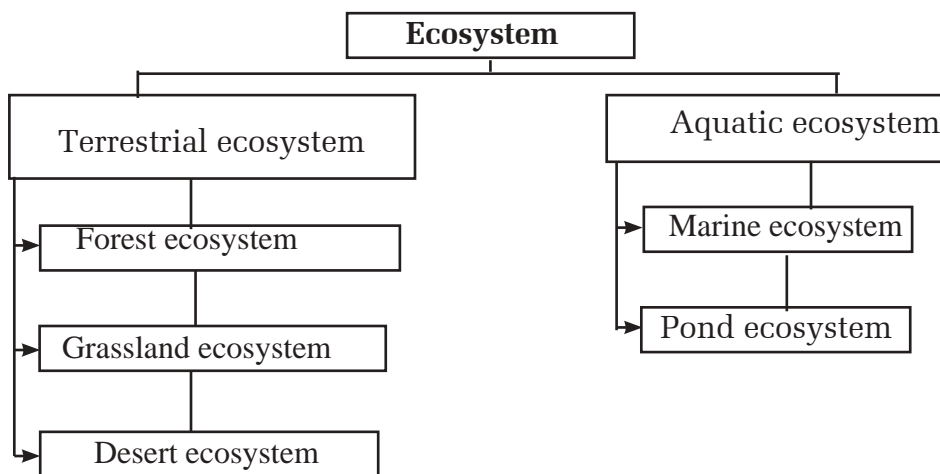 Ecosystem
Terrestrial ecosystem
Aquatic ecosystem
Forest ecosystem
Marine ecosystem
Grassland ecosystem
Pond ecosystem
Desert ecosystem